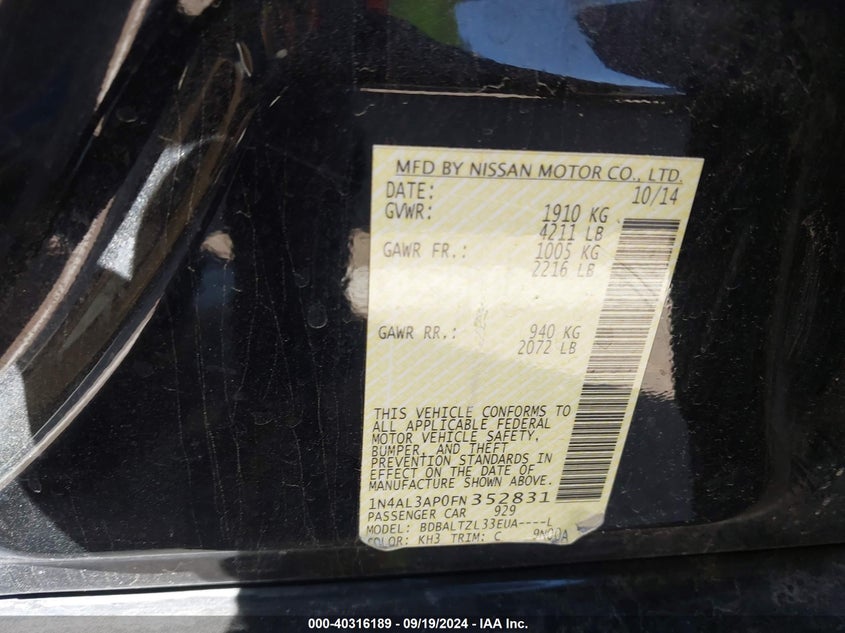 MFD BY NISSAN MOTOR CO., LTD.
DATE: 10/14
GVWR: 1910 KG
4211 LB
GAWR FR.: 1005 KG
2216 LB
GAWR RR.: 940 KG
2072 LB
THIS VEHICLE CONFORMS TO
ALL APPLICABLE FEDERAL
MOTOR VEHICLE SAFETY,
BUMPER, AND THEFT
PREVENTION STANDARDS IN
EFFECT ON THE DATE OF
MANUFACTURE SHOWN ABOVE.
1N4AL3AP0FN352831
PASSENGER CAR 929
MODEL: BDBALTZL33EUA----L
COLOR: KH3 TRIM: C 9N00A
000-40316189 - 09/19/2024 - IAA Inc.